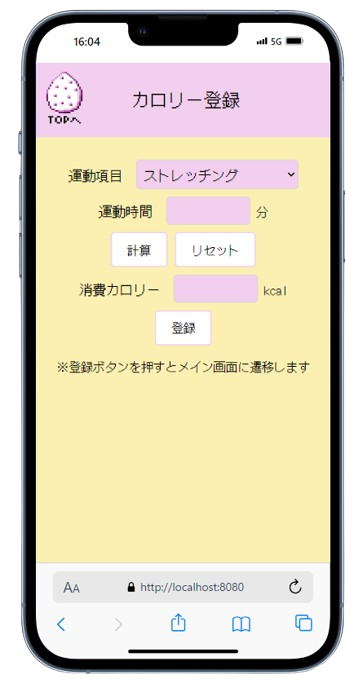 16:04
5G
カロリー登録
TOPへ
運動項目 ストレッチング
運動時間 分
計算 リセット
消費カロリー kcal
登録
※登録ボタンを押すとメイン画面に遷移します
AA http://localhost:8080